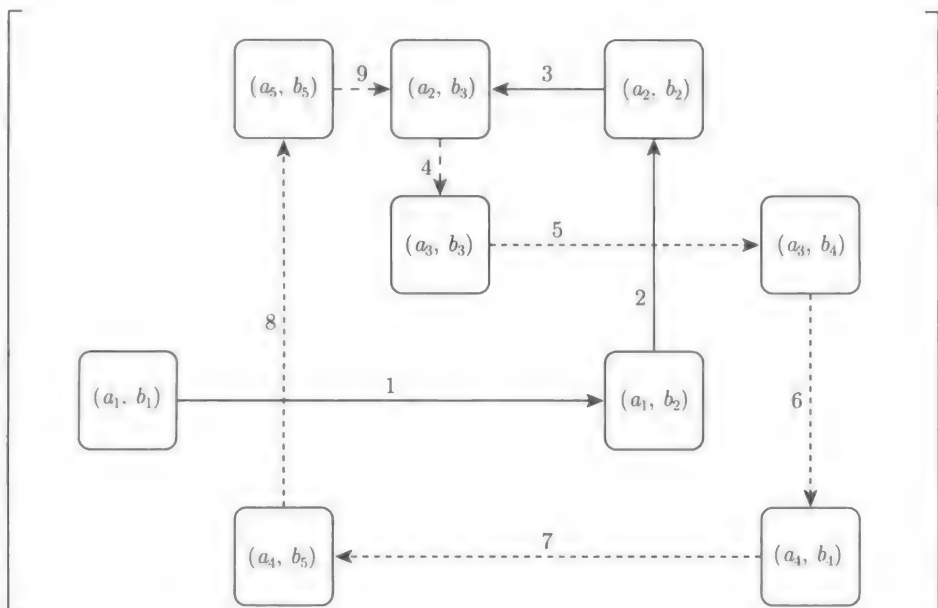 (a₅, b₅) 9 (a₂, b₃) 3 (a₂, b₂)
4
(a₃, b₃) 5 (a₃, b₄)
2
8
(a₁, b₁) 1 (a₁, b₂) 6
(a₄, b₅) 7 (a₄, b₄)